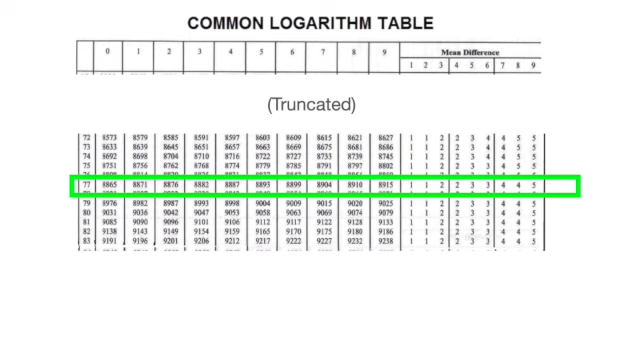 COMMON LOGARITHM TABLE
0 1 2 3 4 5 6 7 8 9 Mean Difference
1 2 3 4 5 6 7 8 9
(Truncated)
72 8573 8579 8585 8591 8597 8603 8609 8615 8621 8627 1 1 2 2 3 4 4 5 5
73 8633 8639 8645 8651 8657 8663 8669 8675 8681 8686 1 1 2 2 3 4 4 5 5
74 8692 8698 8704 8710 8716 8722 8727 8733 8739 8745 1 1 2 2 3 4 4 5 5
75 8751 8756 8762 8768 8774 8779 8785 8791 8797 8802 1 1 2 2 3 3 4 5 5
77 8865 8871 8876 8882 8887 8893 8899 8904 8910 8915 1 1 2 2 3 3 4 4 5
79 8976 8982 8987 8993 8998 9004 9009 9015 9020 9025 1 1 2 2 3 3 4 4 5
80 9031 9036 9042 9047 9053 9058 9063 9069 9074 9079 1 1 2 2 3 3 4 4 5
81 9085 9090 9096 9101 9106 9112 9117 9122 9128 9133 1 1 2 2 3 3 4 4 5
82 9138 9143 9149 9154 9159 9165 9170 9175 9180 9186 1 1 2 2 3 3 4 4 5
83 9191 9196 9201 9206 9212 9217 9222 9227 9232 9238 1 1 2 2 3 3 4 4 5